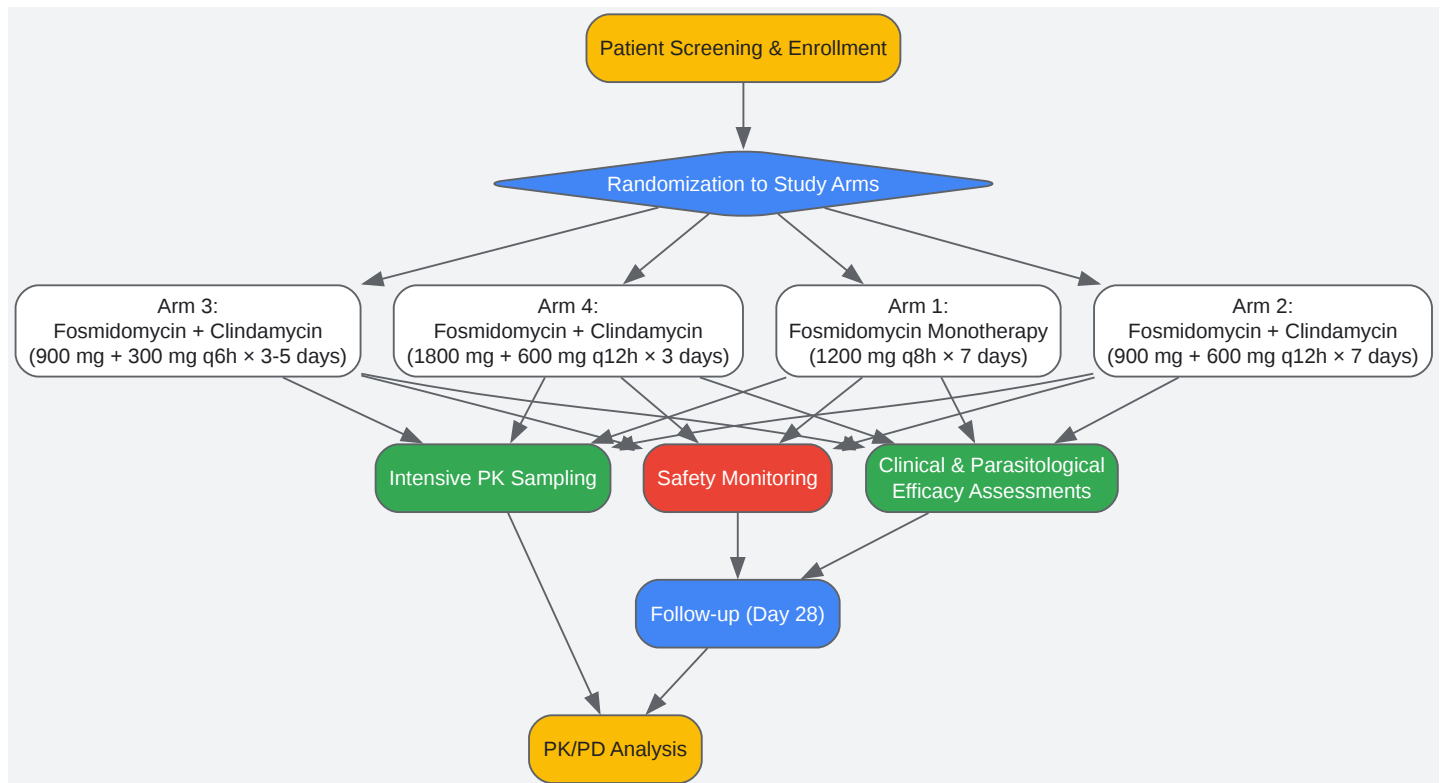 Patient Screening & Enrollment
Randomization to Study Arms
Arm 3:
Fosmidomycin + Clindamycin
(900 mg + 300 mg q6h × 3-5 days)
Arm 4:
Fosmidomycin + Clindamycin
(1800 mg + 600 mg q12h × 3 days)
Arm 1:
Fosmidomycin Monotherapy
(1200 mg q8h × 7 days)
Arm 2:
Fosmidomycin + Clindamycin
(900 mg + 600 mg q12h × 7 days)
Intensive PK Sampling
Safety Monitoring
Clinical & Parasitological
Efficacy Assessments
Follow-up (Day 28)
PK/PD Analysis